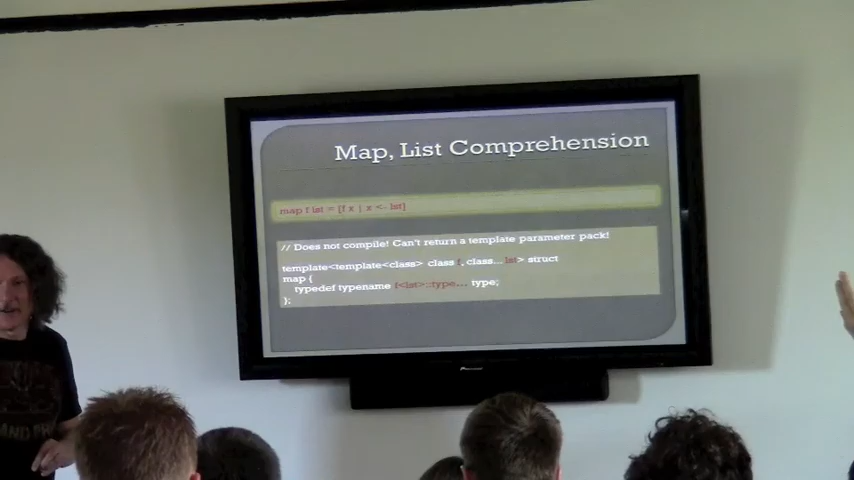 Map, List Comprehension
map f lst = [f x | x <- lst]
// Does not compile! Can't return a template parameter pack!
template<template<class> class f, class... lst> struct
map {
typedef typename f<lst>::type... type;
};